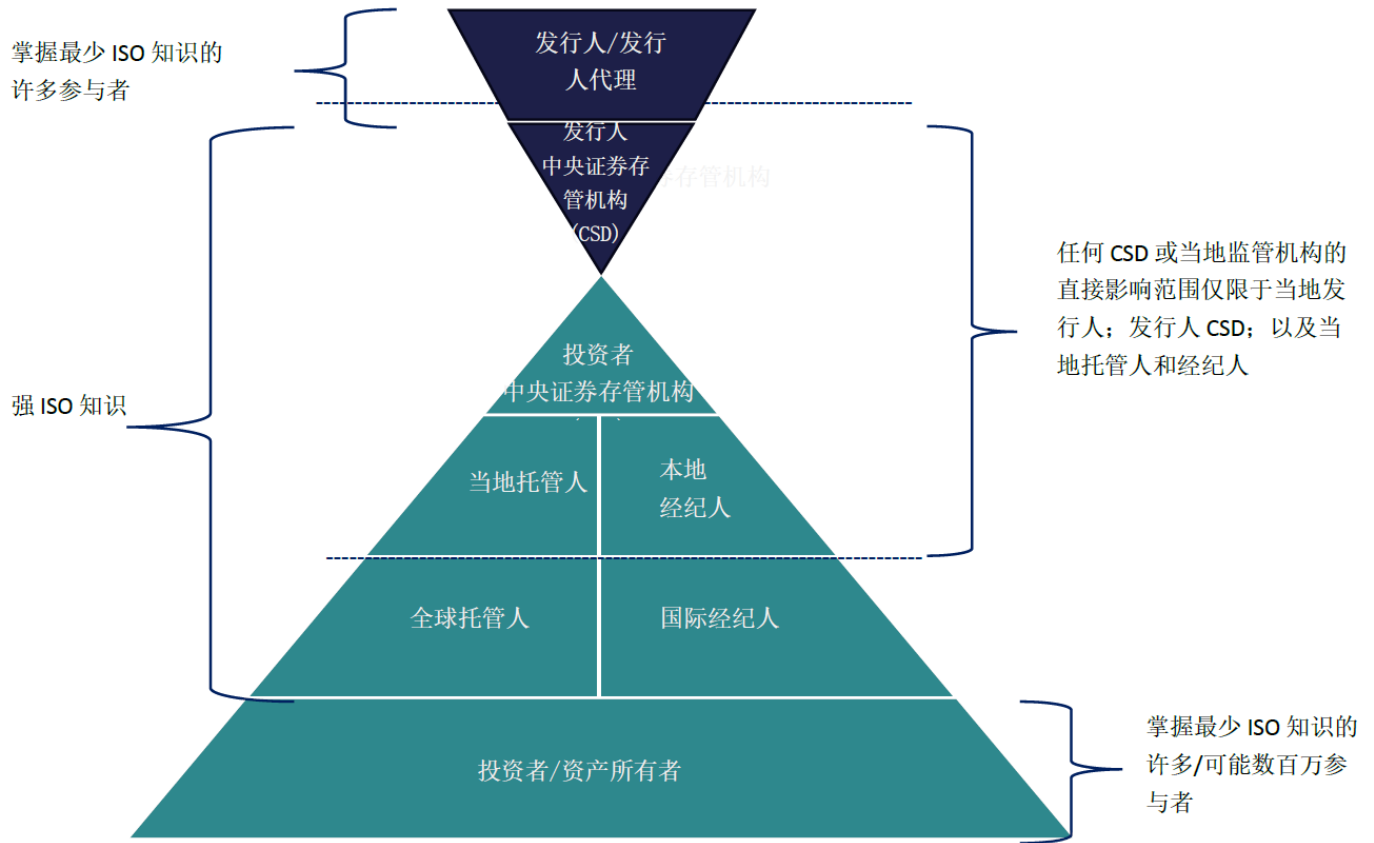 掌握最少 ISO 知识的
许多参与者
发行人/发行
人代理
发行人
中央证券存
管机构
(CSD)
券存管机构
任何 CSD 或当地监管机构的
直接影响范围仅限于当地发
行人；发行人 CSD；以及当
地托管人和经纪人
强 ISO 知识
投资者
中央证券存管机构
当地托管人
本地
经纪人
全球托管人
国际经纪人
投资者/资产所有者
掌握最少 ISO 知识的
许多/可能数百万参
与者